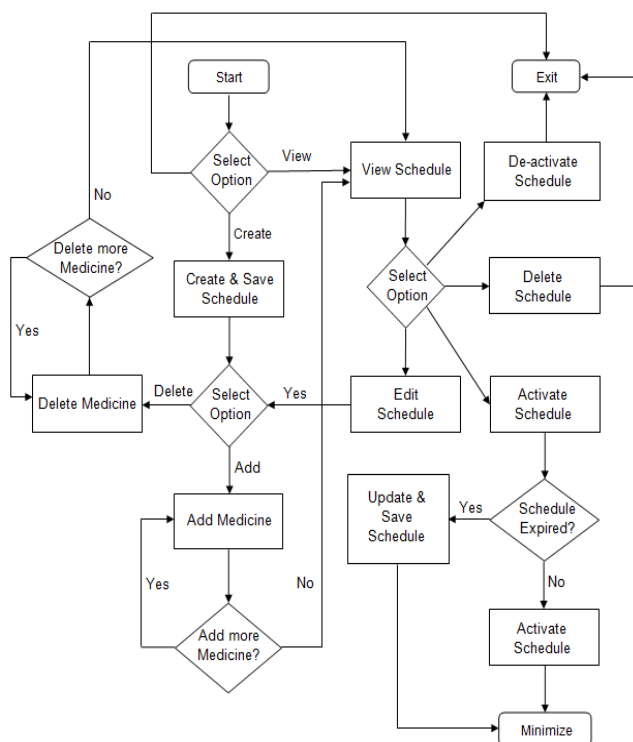 Start
Exit
Select
Option
View
View Schedule
De-activate
Schedule
No
Create
Delete more
Medicine?
Create & Save
Schedule
Select
Option
Delete
Schedule
Yes
Delete Medicine
Delete
Select
Option
Yes
Edit
Schedule
Activate
Schedule
Add
Update &
Save
Schedule
Yes
Schedule
Expired?
Add Medicine
Yes
No
No
Add more
Medicine?
Activate
Schedule
Minimize